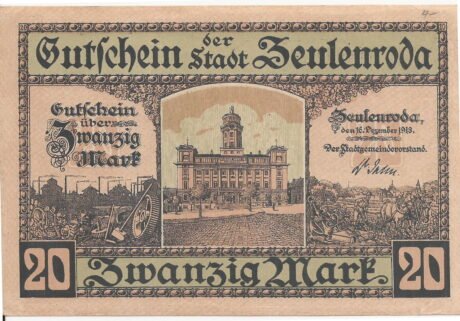 Gutschein der Stadt Zeulenroda
Gutschein
über
Zwanzig
Mark
Zeulenroda,
den 16. Dezember 1918.
Der Stadtgemeindevorstand.
20 Zwanzig Mark 20